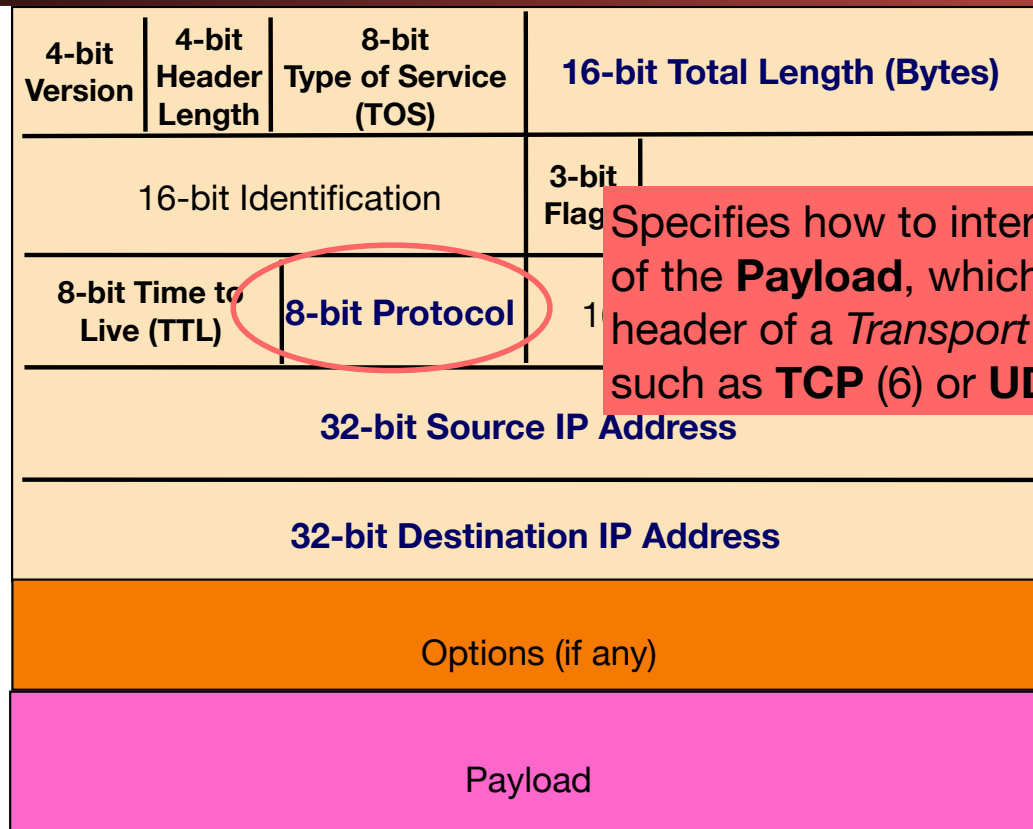 4-bit
Version
4-bit
Header
Length
8-bit
Type of Service
(TOS)
16-bit Total Length (Bytes)
16-bit Identification
3-bit
Flag
Specifies how to inter
of the Payload, which
header of a Transport
such as TCP (6) or UD
8-bit Time to
Live (TTL)
8-bit Protocol
1
32-bit Source IP Address
32-bit Destination IP Address
Options (if any)
Payload